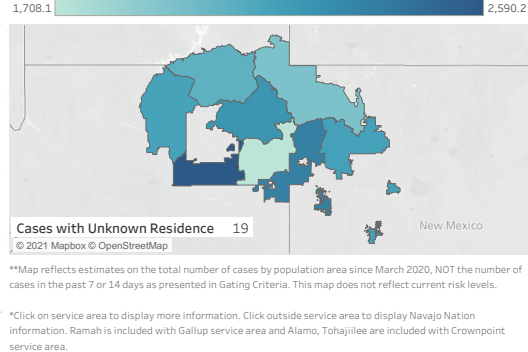 1,708.1 2,590.2
New Mexico
Cases with Unknown Residence 19
© 2021 Mapbox © OpenStreetMap
**Map reflects estimates on the total number of cases by population area since March 2020, NOT the number of
cases in the past 7 or 14 days as presented in Gating Criteria. This map does not reflect current risk levels.
*Click on service area to display more information. Click outside service area to display Navajo Nation
information. Ramah is included with Gallup service area and Alamo, Tohajiilee are included with Crownpoint
service area.